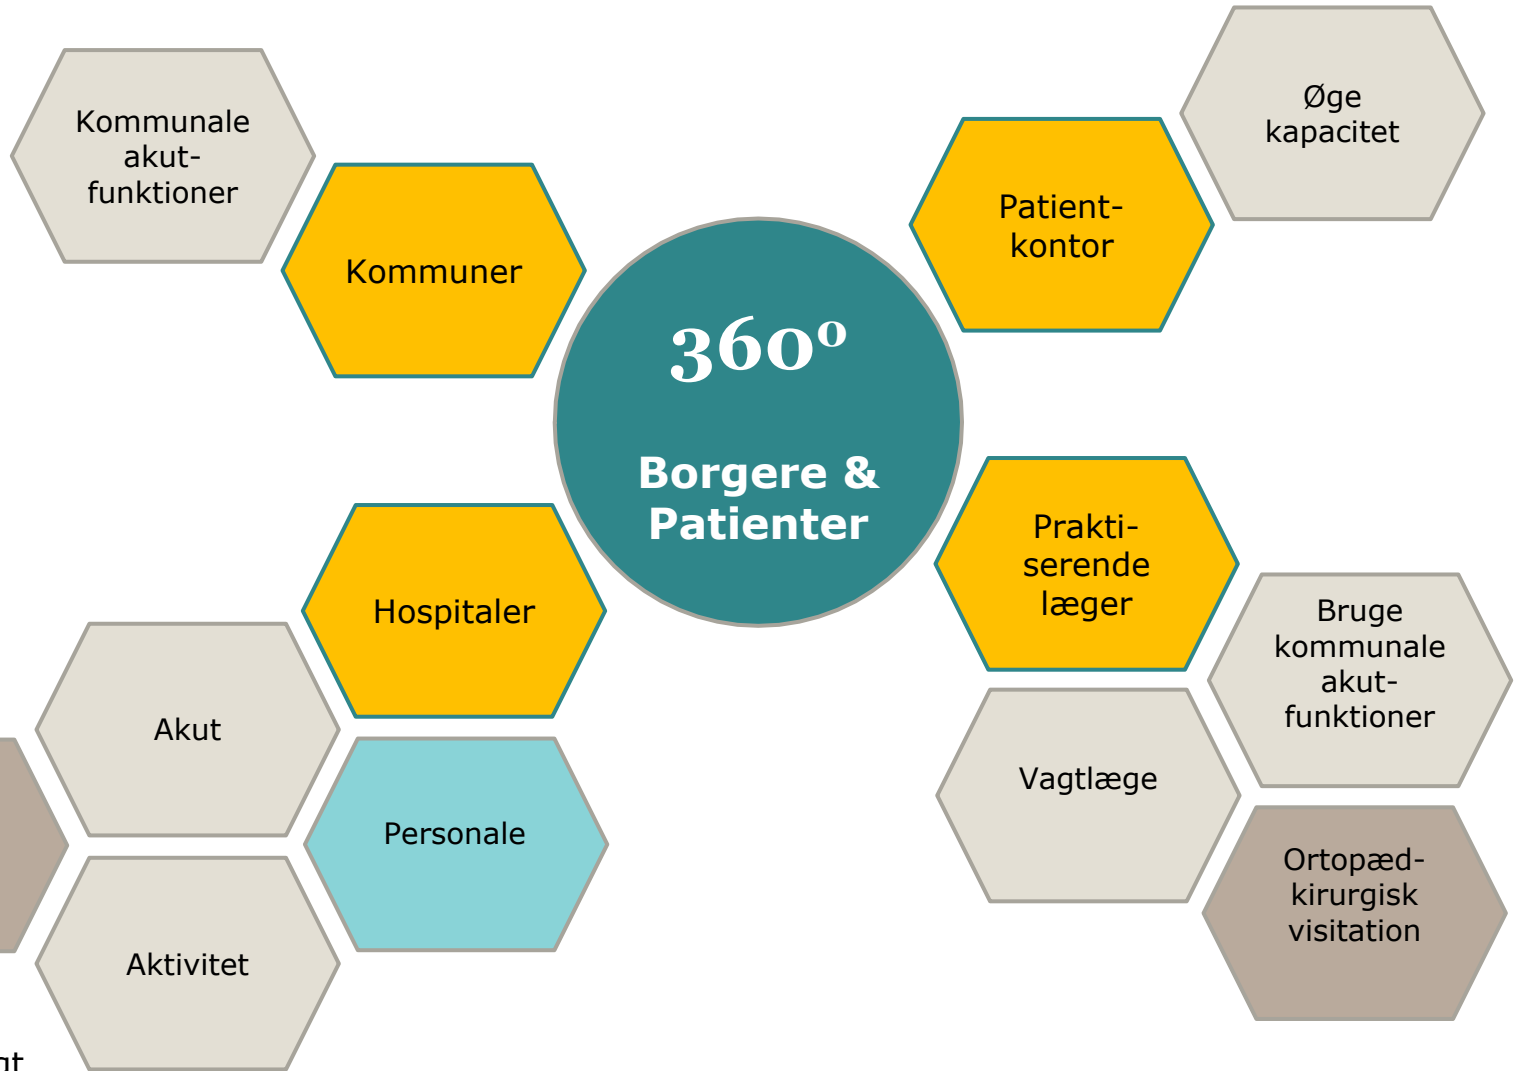 Kommunale
akut-
funktioner
Kommuner
360°
Borgere &
Patienter
Patient-
kontor
Øge
kapacitet
Hospitaler
Akut
Personale
Aktivitet
Prakti-
serende
læger
Bruge
kommunale
akut-
funktioner
Vagtlæge
Ortopæd-
kirurgisk
visitation